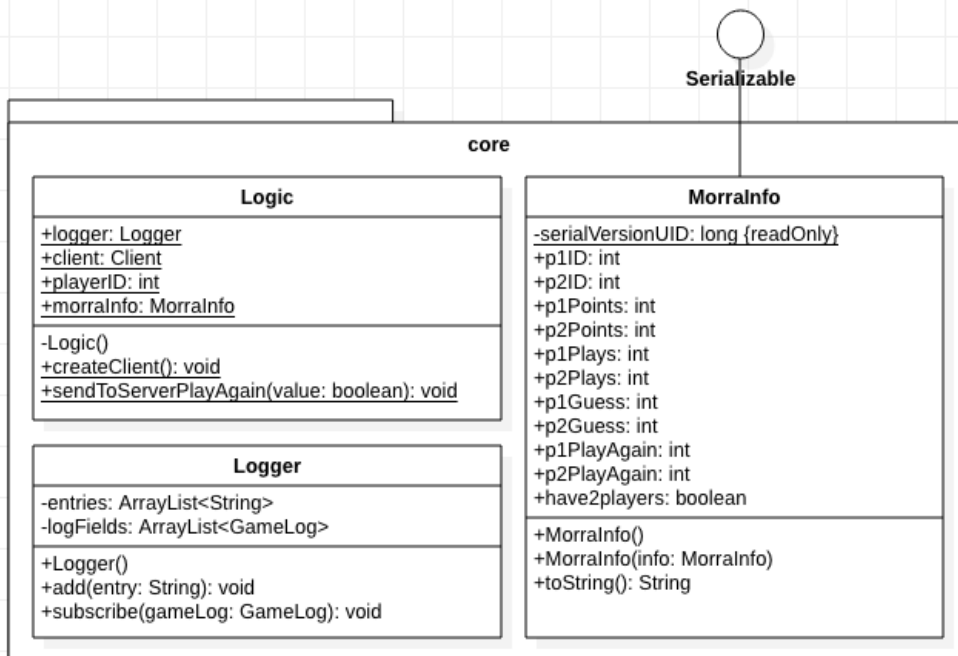 Serializable
core
Logic
+logger: Logger
+client: Client
+playerID: int
+morraInfo: MorraInfo
-Logic()
+createClient(): void
+sendToServerPlayAgain(value: boolean): void
Logger
-entries: ArrayList<String>
-logFields: ArrayList<GameLog>
+Logger()
+add(entry: String): void
+subscribe(gameLog: GameLog): void
MorraInfo
-serialVersionUID: long {readOnly}
+p1ID: int
+p2ID: int
+p1Points: int
+p2Points: int
+p1Plays: int
+p2Plays: int
+p1Guess: int
+p2Guess: int
+p1PlayAgain: int
+p2PlayAgain: int
+have2players: boolean
+MorraInfo()
+MorraInfo(info: MorraInfo)
+toString(): String